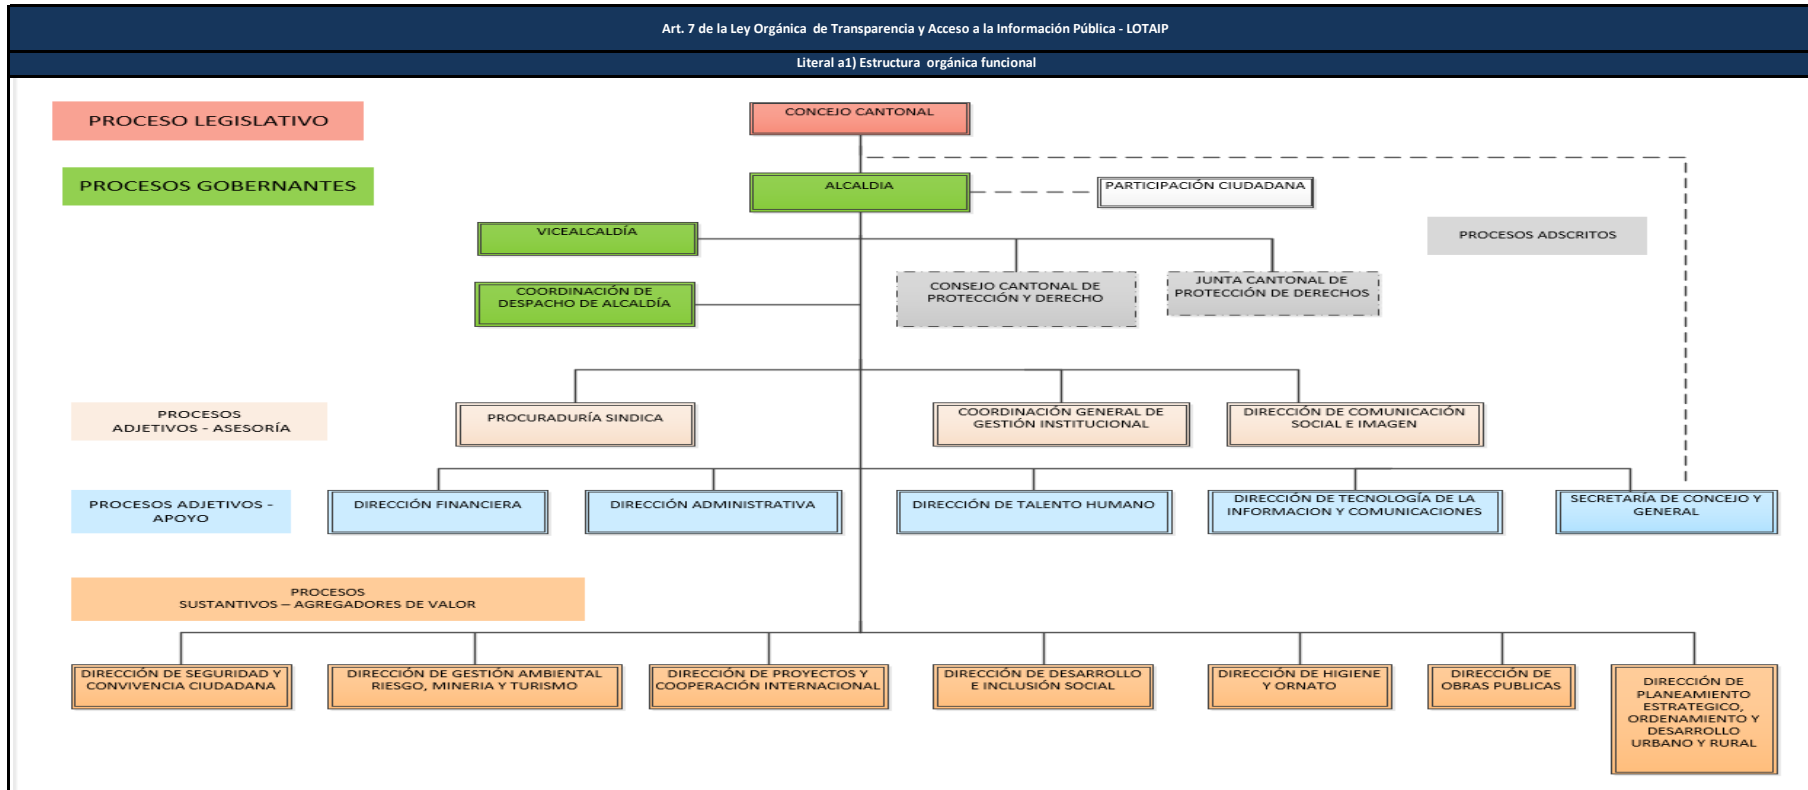 Art. 7 de la Ley Orgánica de Transparencia y Acceso a la Información Pública - LOTAIP
Literal a1) Estructura orgánica funcional
PROCESO LEGISLATIVO
CONCEJO CANTONAL
PROCESOS GOBERNANTES
ALCALDIA
PARTICIPACIÓN CIUDADANA
VICEALCALDÍA
PROCESOS ADSCRITOS
COORDINACIÓN DE
DESPACHO DE ALCALDÍA
CONSEJO CANTONAL DE
PROTECCIÓN Y DERECHO
JUNTA CANTONAL DE
PROTECCIÓN DE DERECHOS
PROCESOS
ADJETIVOS - ASESORÍA
PROCURADURÍA SINDICA
COORDINACIÓN GENERAL DE
GESTIÓN INSTITUCIONAL
DIRECCIÓN DE COMUNICACIÓN
SOCIAL E IMAGEN
PROCESOS ADJETIVOS -
APOYO
DIRECCIÓN FINANCIERA
DIRECCIÓN ADMINISTRATIVA
DIRECCIÓN DE TALENTO HUMANO
DIRECCIÓN DE TECNOLOGÍA DE LA
INFORMACION Y COMUNICACIONES
SECRETARÍA DE CONCEJO Y
GENERAL
PROCESOS
SUSTANTIVOS – AGREGADORES DE VALOR
DIRECCIÓN DE SEGURIDAD Y
CONVIVENCIA CIUDADANA
DIRECCIÓN DE GESTIÓN AMBIENTAL
RIESGO, MINERIA Y TURISMO
DIRECCIÓN DE PROYECTOS Y
COOPERACIÓN INTERNACIONAL
DIRECCIÓN DE DESARROLLO
E INCLUSIÓN SOCIAL
DIRECCIÓN DE HIGIENE
Y ORNATO
DIRECCIÓN DE
OBRAS PUBLICAS
DIRECCIÓN DE
PLANEAMIENTO
ESTRATEGICO,
ORDENAMIENTO Y
DESARROLLO
URBANO Y RURAL